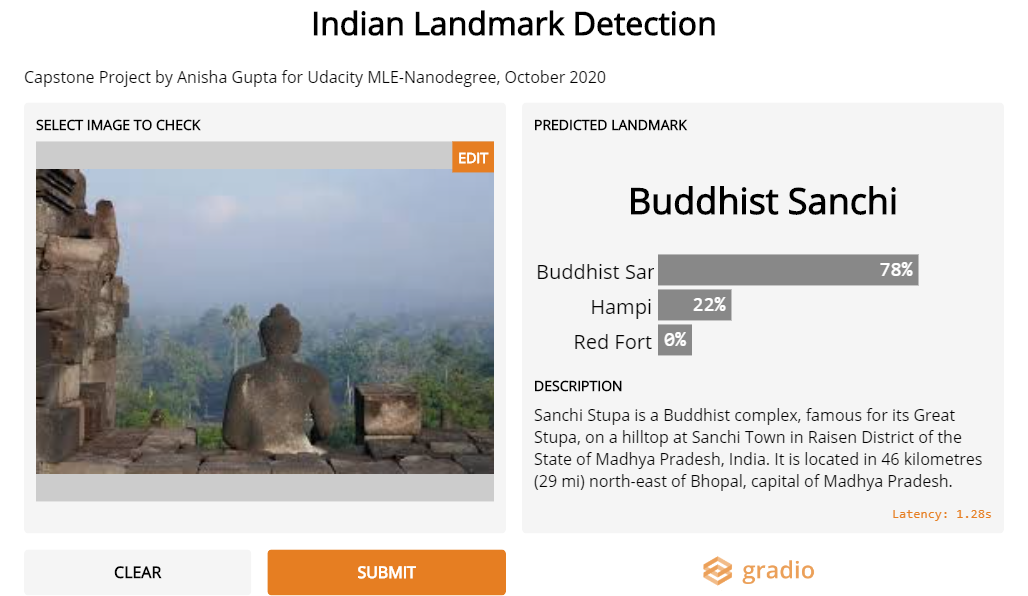 Indian Landmark Detection
Capstone Project by Anisha Gupta for Udacity MLE-Nanodegree, October 2020
SELECT IMAGE TO CHECK
EDIT
CLEAR
SUBMIT
PREDICTED LANDMARK
Buddhist Sanchi
Buddhist Sar 78%
Hampi 22%
Red Fort 0%
DESCRIPTION
Sanchi Stupa is a Buddhist complex, famous for its Great
Stupa, on a hilltop at Sanchi Town in Raisen District of the
State of Madhya Pradesh, India. It is located in 46 kilometres
(29 mi) north-east of Bhopal, capital of Madhya Pradesh.
Latency: 1.28s
gradio